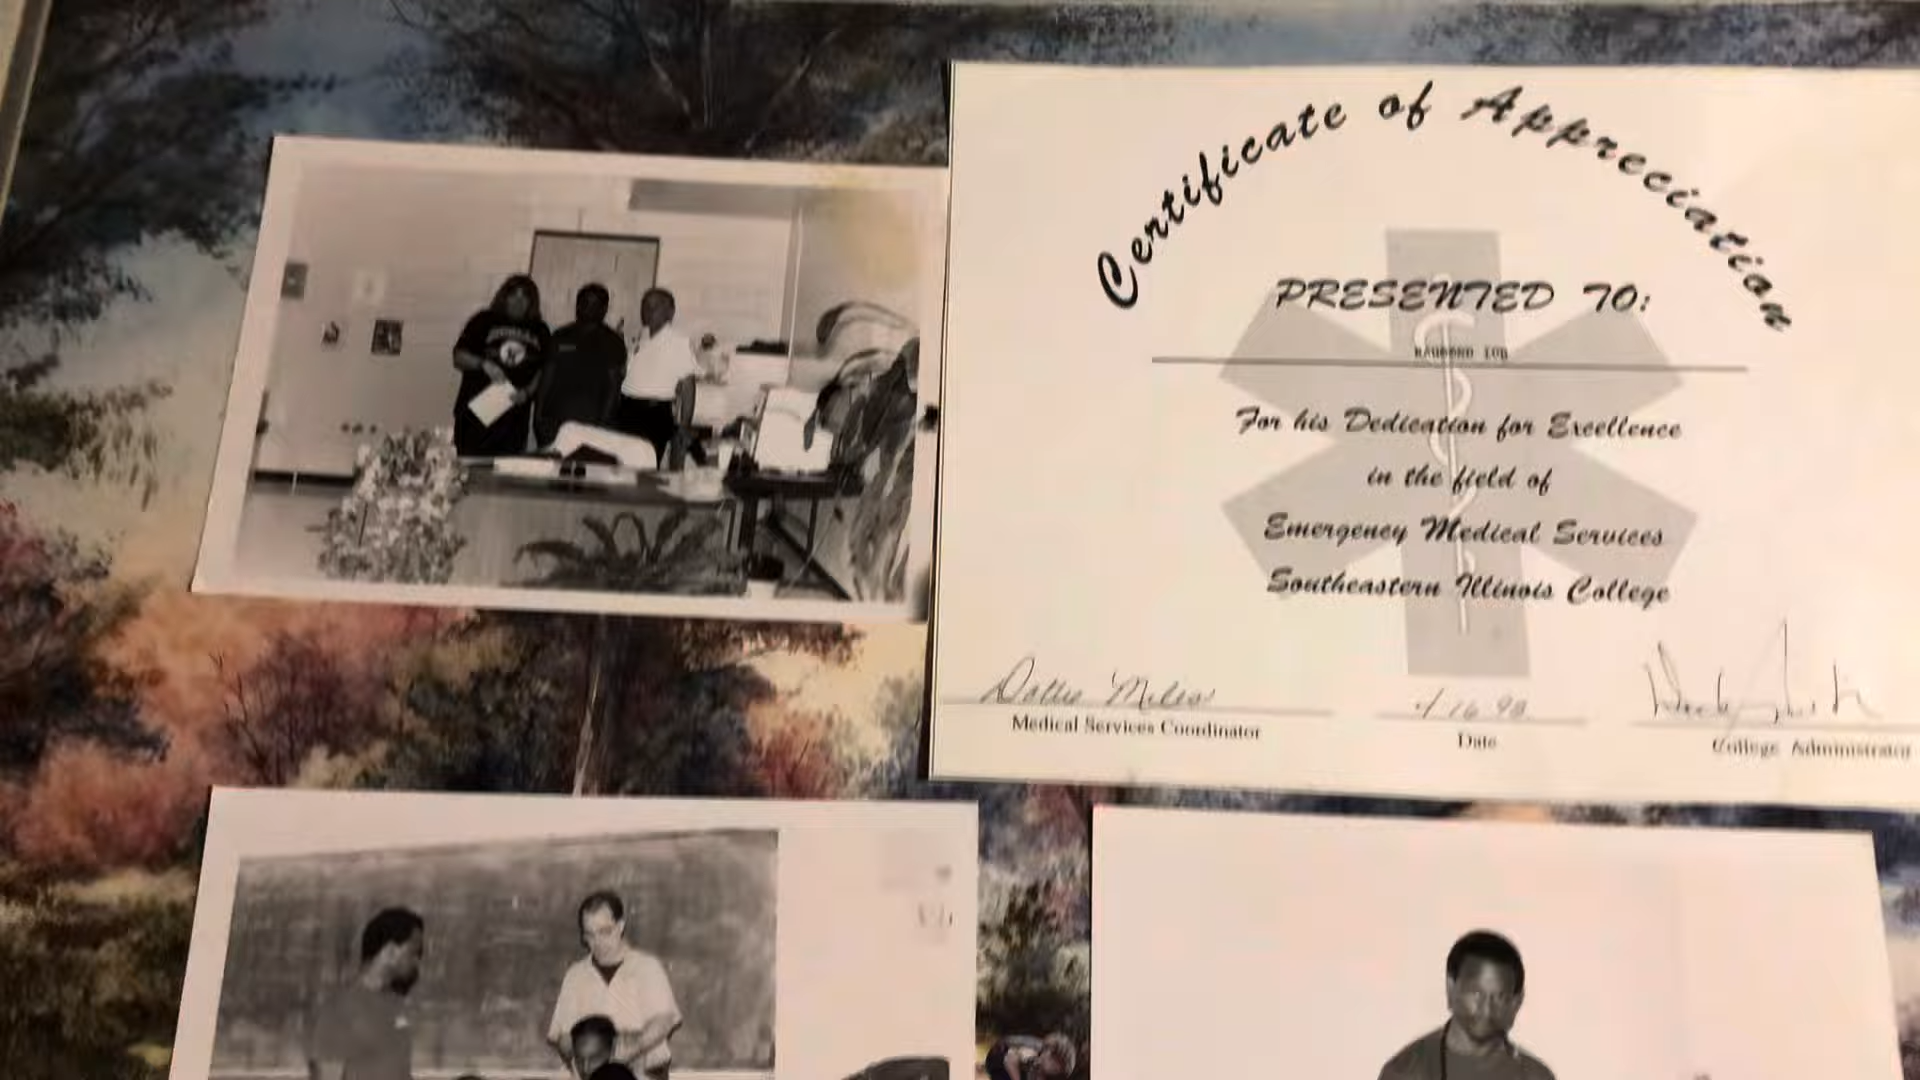 Certificate of Appreciation
PRESENTED TO:
For his Dedication for Excellence
in the field of
Emergency Medical Services
Southeastern Illinois College
Medical Services Coordinator
Date
College Administrator